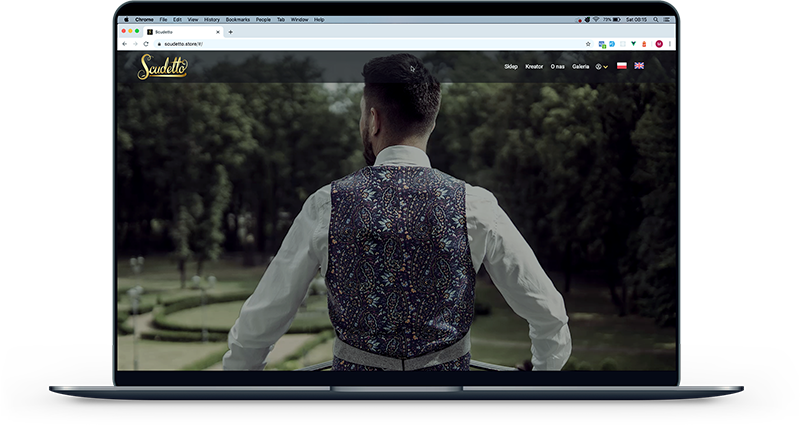 Chrome File Edit View History Bookmarks People Tab Window Help
79% Sat 08:15
Scudetto
scudetto.store/#/
Scudetto
Sklep Kreator O nas Galeria